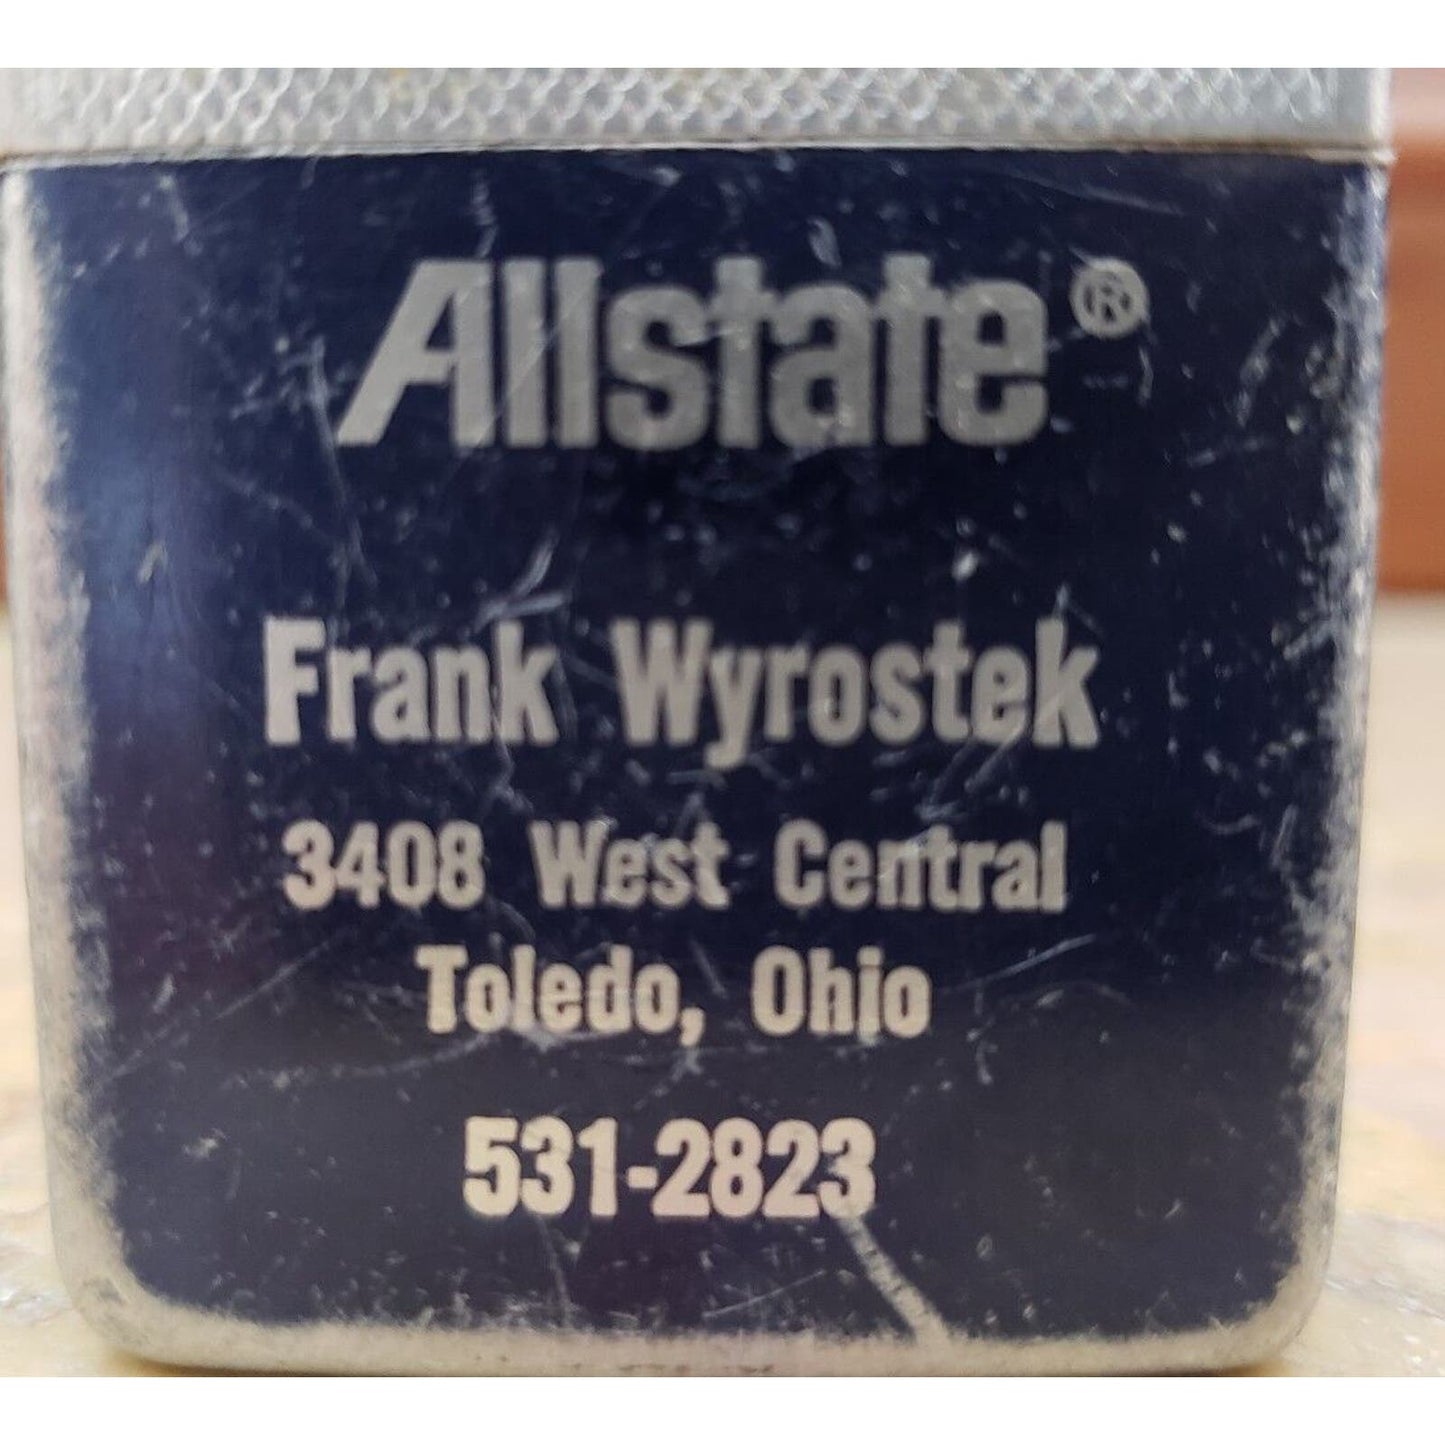 Allstate®
Frank Wyrostek
3408 West Central
Toledo, Ohio
531-2823